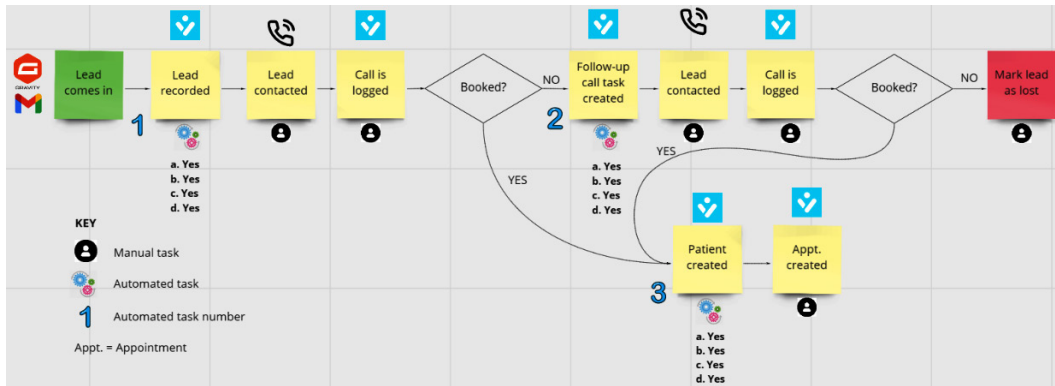 GRAVITY
Lead
comes in
1
Lead
recorded
a. Yes
b. Yes
c. Yes
d. Yes
Lead
contacted
Call is
logged
Booked?
NO
YES
2
Follow-up
call task
created
a. Yes
b. Yes
c. Yes
d. Yes
Lead
contacted
Call is
logged
Booked?
NO
YES
Mark lead
as lost
3
Patient
created
a. Yes
b. Yes
c. Yes
d. Yes
Appt.
created
KEY
Manual task
Automated task
1 Automated task number
Appt. = Appointment